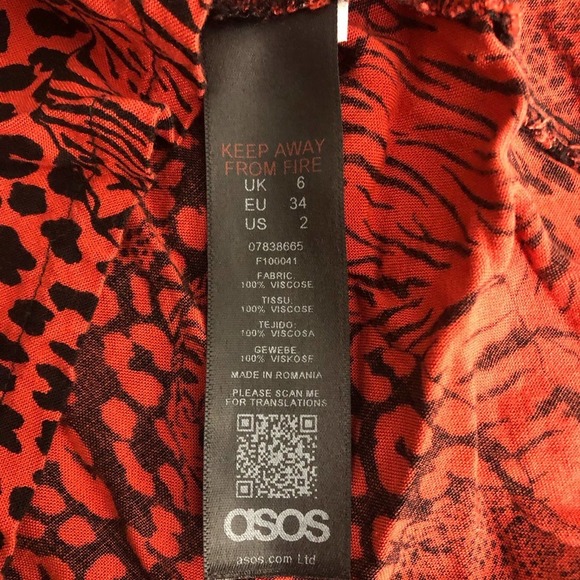 KEEP AWAY
FROM FIRE
UK 6
EU 34
US 2
07838665
F100041
FABRIC:
100% VISCOSE
TISSU:
100% VISCOSE
TEJIDO:
100% VISCOSA
GEWEBE:
100% VISKOSE
MADE IN ROMANIA
PLEASE SCAN ME
FOR TRANSLATIONS
asos
asos.com Ltd